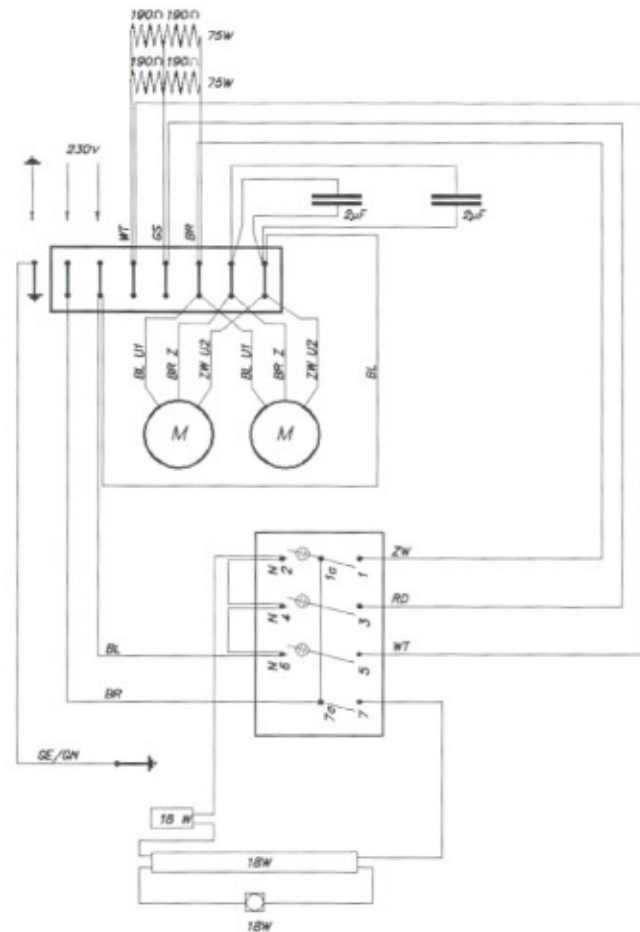 190Ω 190Ω
75W
190Ω 190Ω
75W
230V
WT
GS
BR
2µF
2µF
BL U1
BR Z
ZW U2
BL U1
BR Z
ZW U2
BL
M
M
N 2
1a
1
ZW
N 4
3
RD
BL
N 6
5
WT
BR
7a
7
GE/GN
18 W
18W
18W